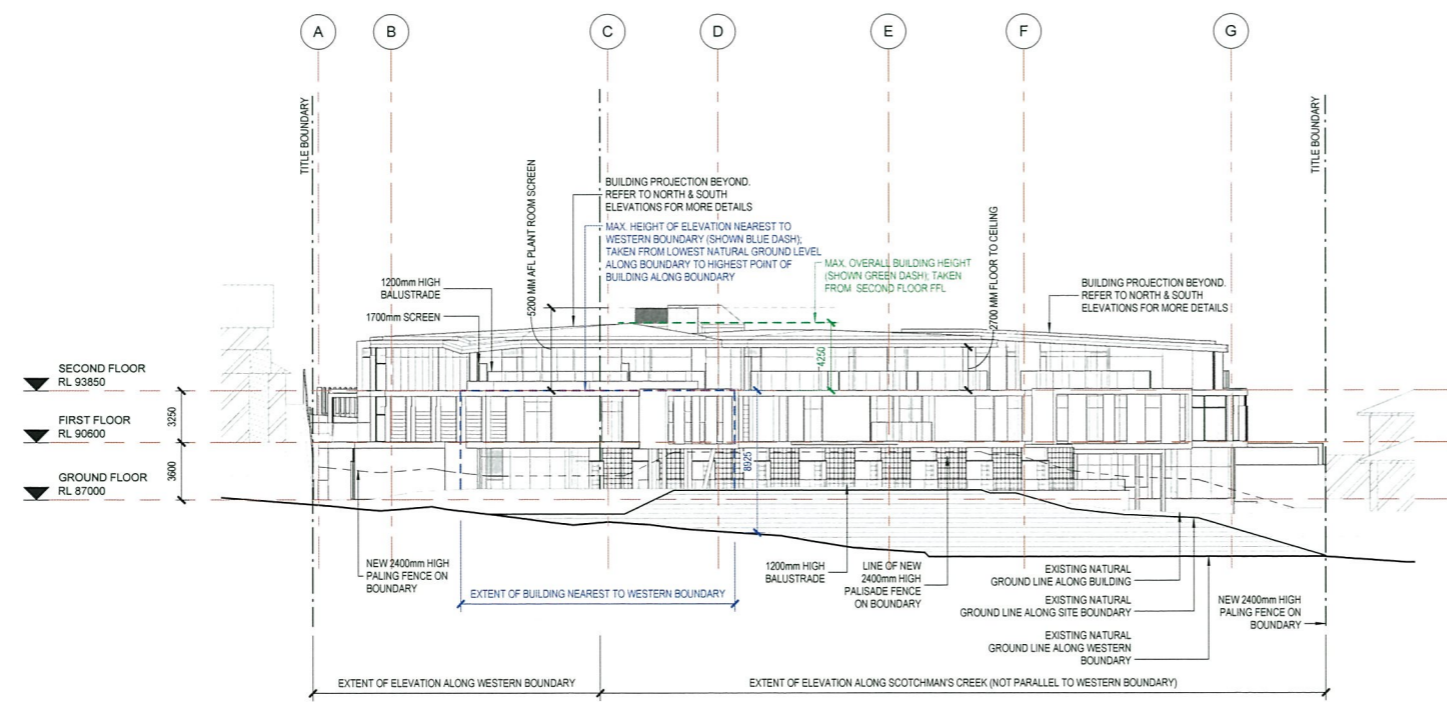 A
B
C
D
E
F
G
TITLE BOUNDARY
TITLE BOUNDARY
5200 MM AFL PLANT ROOM SCREEN
BUILDING PROJECTION BEYOND.
REFER TO NORTH & SOUTH
ELEVATIONS FOR MORE DETAILS
MAX. HEIGHT OF ELEVATION NEAREST TO
WESTERN BOUNDARY (SHOWN BLUE DASH);
TAKEN FROM LOWEST NATURAL GROUND LEVEL
ALONG BOUNDARY TO HIGHEST POINT OF
BUILDING ALONG BOUNDARY
MAX. OVERALL BUILDING HEIGHT
(SHOWN GREEN DASH); TAKEN
FROM SECOND FLOOR FFL
2700 MM FLOOR TO CEILING
BUILDING PROJECTION BEYOND.
REFER TO NORTH & SOUTH
ELEVATIONS FOR MORE DETAILS
1200mm HIGH
BALUSTRADE
1700mm SCREEN
4250
SECOND FLOOR
RL 93850
3250
FIRST FLOOR
RL 90600
3600
GROUND FLOOR
RL 87000
8925
NEW 2400mm HIGH
PALING FENCE ON
BOUNDARY
EXTENT OF BUILDING NEAREST TO WESTERN BOUNDARY
1200mm HIGH
BALUSTRADE
LINE OF NEW
2400mm HIGH
PALISADE FENCE
ON BOUNDARY
EXISTING NATURAL
GROUND LINE ALONG BUILDING
EXISTING NATURAL
GROUND LINE ALONG SITE BOUNDARY
EXISTING NATURAL
GROUND LINE ALONG WESTERN
BOUNDARY
NEW 2400mm HIGH
PALING FENCE ON
BOUNDARY
EXTENT OF ELEVATION ALONG WESTERN BOUNDARY
EXTENT OF ELEVATION ALONG SCOTCHMAN'S CREEK (NOT PARALLEL TO WESTERN BOUNDARY)